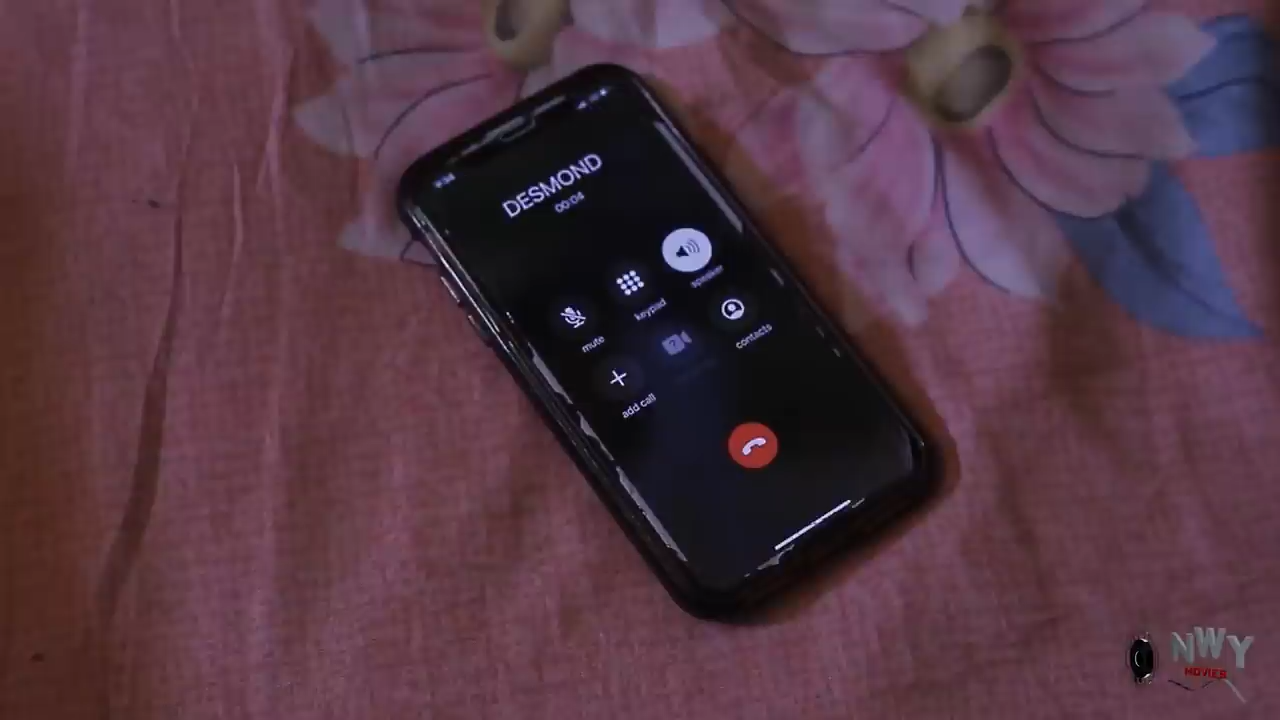 DESMOND
00:04
mute
keypad
speaker
add call
contacts
NWY
MOVIES